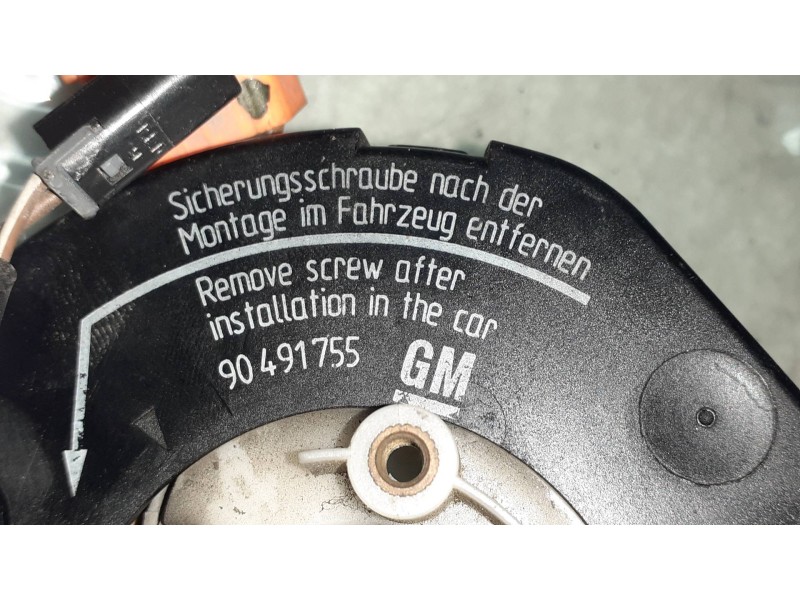 Sicherungsschraube nach der
Montage im Fahrzeug entfernen
Remove screw after
installation in the car
90 491 755
GM